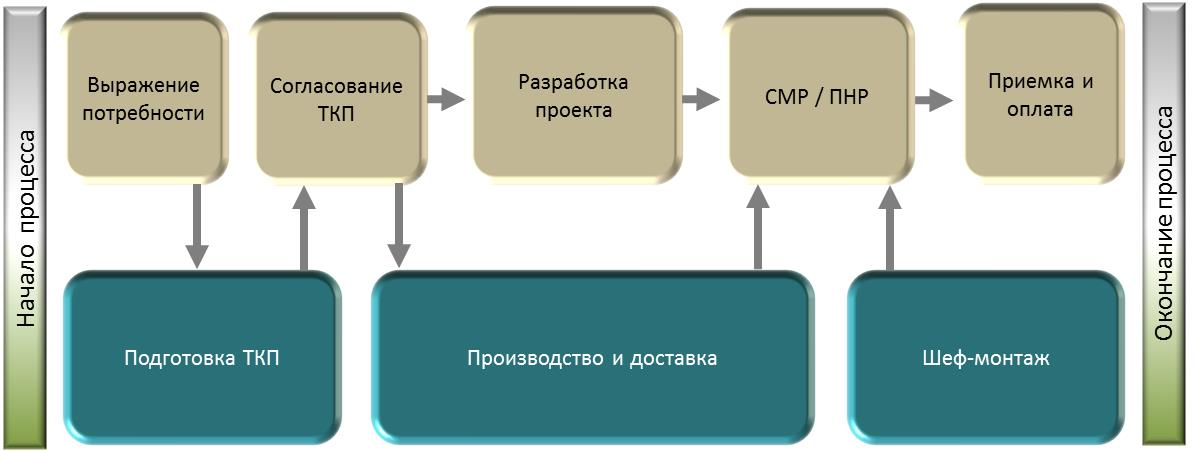 Начало процесса
Выражение
потребности
Согласование
ТКП
Разработка
проекта
СМР / ПНР
Приемка и
оплата
Подготовка ТКП
Производство и доставка
Шеф-монтаж
Окончание процесса